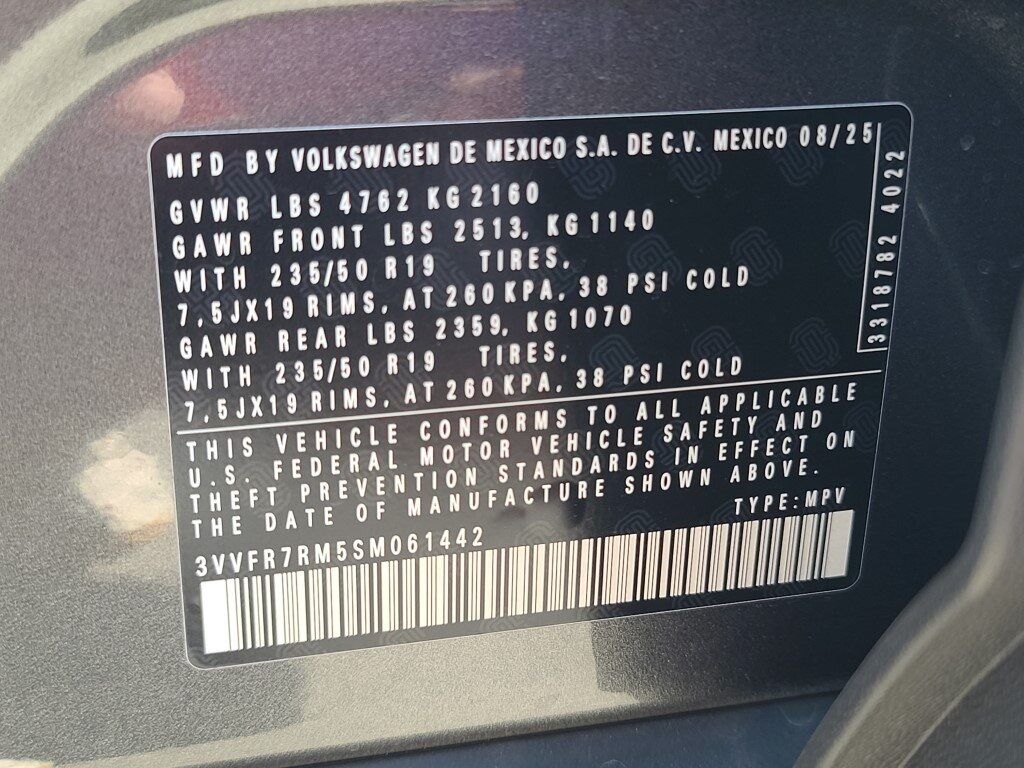 MFD BY VOLKSWAGEN DE MEXICO S.A. DE C.V. MEXICO 08/25
GVWR LBS 4762 KG 2160
GAWR FRONT LBS 2513, KG 1140
WITH 235/50 R19 TIRES,
7,5JX19 RIMS, AT 260 KPA, 38 PSI COLD
GAWR REAR LBS 2359, KG 1070
WITH 235/50 R19 TIRES,
7,5JX19 RIMS, AT 260 KPA, 38 PSI COLD
3318782 4022
THIS VEHICLE CONFORMS TO ALL APPLICABLE
U.S. FEDERAL MOTOR VEHICLE SAFETY AND
THEFT PREVENTION STANDARDS IN EFFECT ON
THE DATE OF MANUFACTURE SHOWN ABOVE.
TYPE:MPV
3VVFR7RM5SM061442